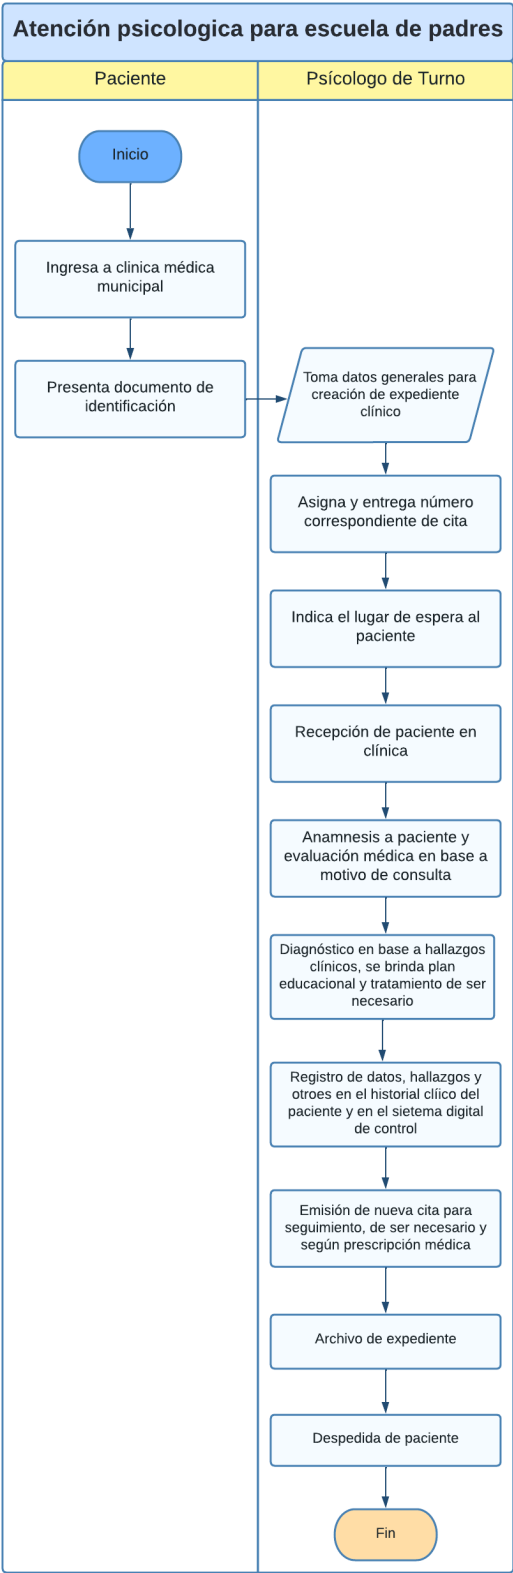 Atención psicologica para escuela de padres
Paciente
Psícologo de Turno
Inicio
Ingresa a clinica médica
municipal
Presenta documento de
identificación
Toma datos generales para
creación de expediente
clínico
Asigna y entrega número
correspondiente de cita
Indica el lugar de espera al
paciente
Recepción de paciente en
clínica
Anamnesis a paciente y
evaluación médica en base a
motivo de consulta
Diagnóstico en base a hallazgos
clínicos, se brinda plan
educacional y tratamiento de ser
necesario
Registro de datos, hallazgos y
otroes en el historial clíico del
paciente y en el sietema digital
de control
Emisión de nueva cita para
seguimiento, de ser necesario y
según prescripción médica
Archivo de expediente
Despedida de paciente
Fin